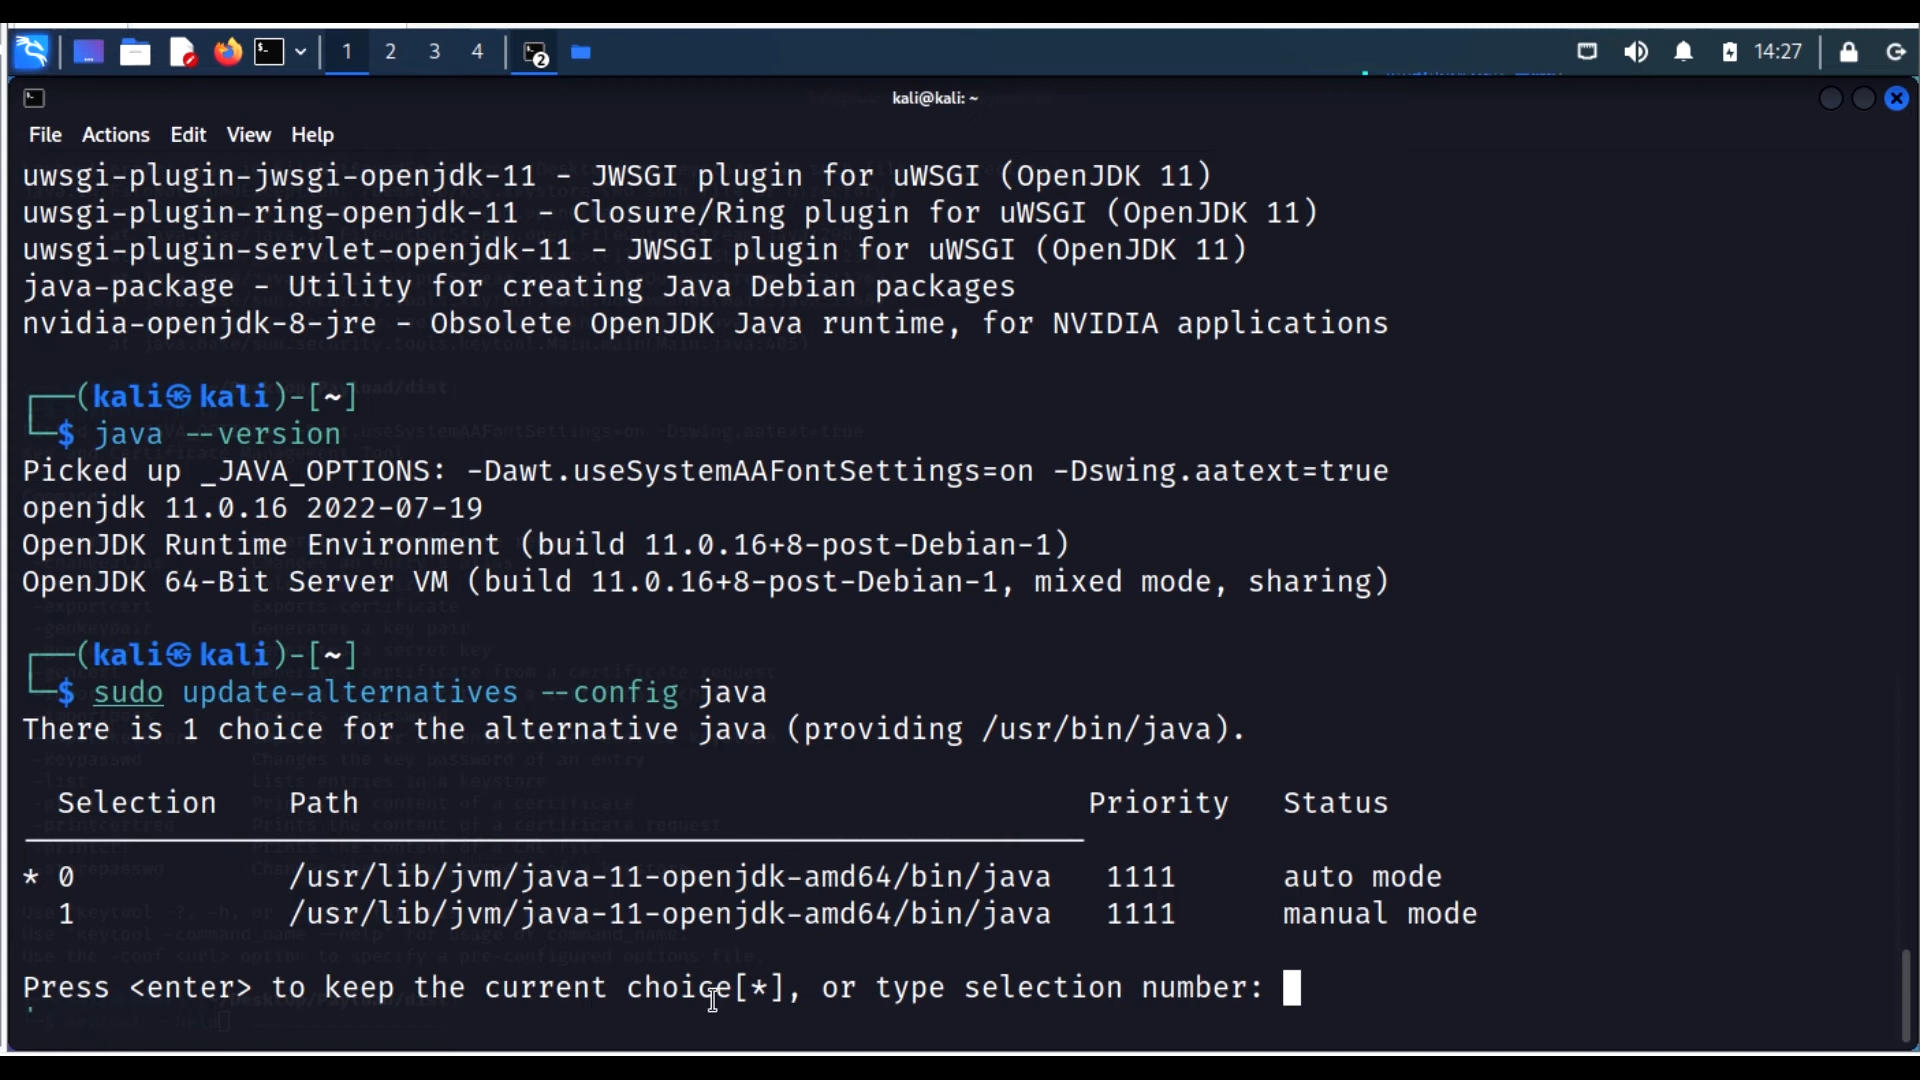 1 2 3 4 2 14:27
kali@kali: ~
File Actions Edit View Help
uwsgi-plugin-jwsgi-openjdk-11 - JWSGI plugin for uWSGI (OpenJDK 11)
uwsgi-plugin-ring-openjdk-11 - Closure/Ring plugin for uWSGI (OpenJDK 11)
uwsgi-plugin-servlet-openjdk-11 - JWSGI plugin for uWSGI (OpenJDK 11)
java-package - Utility for creating Java Debian packages
nvidia-openjdk-8-jre - Obsolete OpenJDK Java runtime, for NVIDIA applications
┌──(kali㉿kali)-[~]
└─$ java --version
Picked up _JAVA_OPTIONS: -Dawt.useSystemAAFontSettings=on -Dswing.aatext=true
openjdk 11.0.16 2022-07-19
OpenJDK Runtime Environment (build 11.0.16+8-post-Debian-1)
OpenJDK 64-Bit Server VM (build 11.0.16+8-post-Debian-1, mixed mode, sharing)
┌──(kali㉿kali)-[~]
└─$ sudo update-alternatives --config java
There is 1 choice for the alternative java (providing /usr/bin/java).
Selection Path Priority Status
* 0 /usr/lib/jvm/java-11-openjdk-amd64/bin/java 1111 auto mode
1 /usr/lib/jvm/java-11-openjdk-amd64/bin/java 1111 manual mode
Press <enter> to keep the current choice[*], or type selection number: